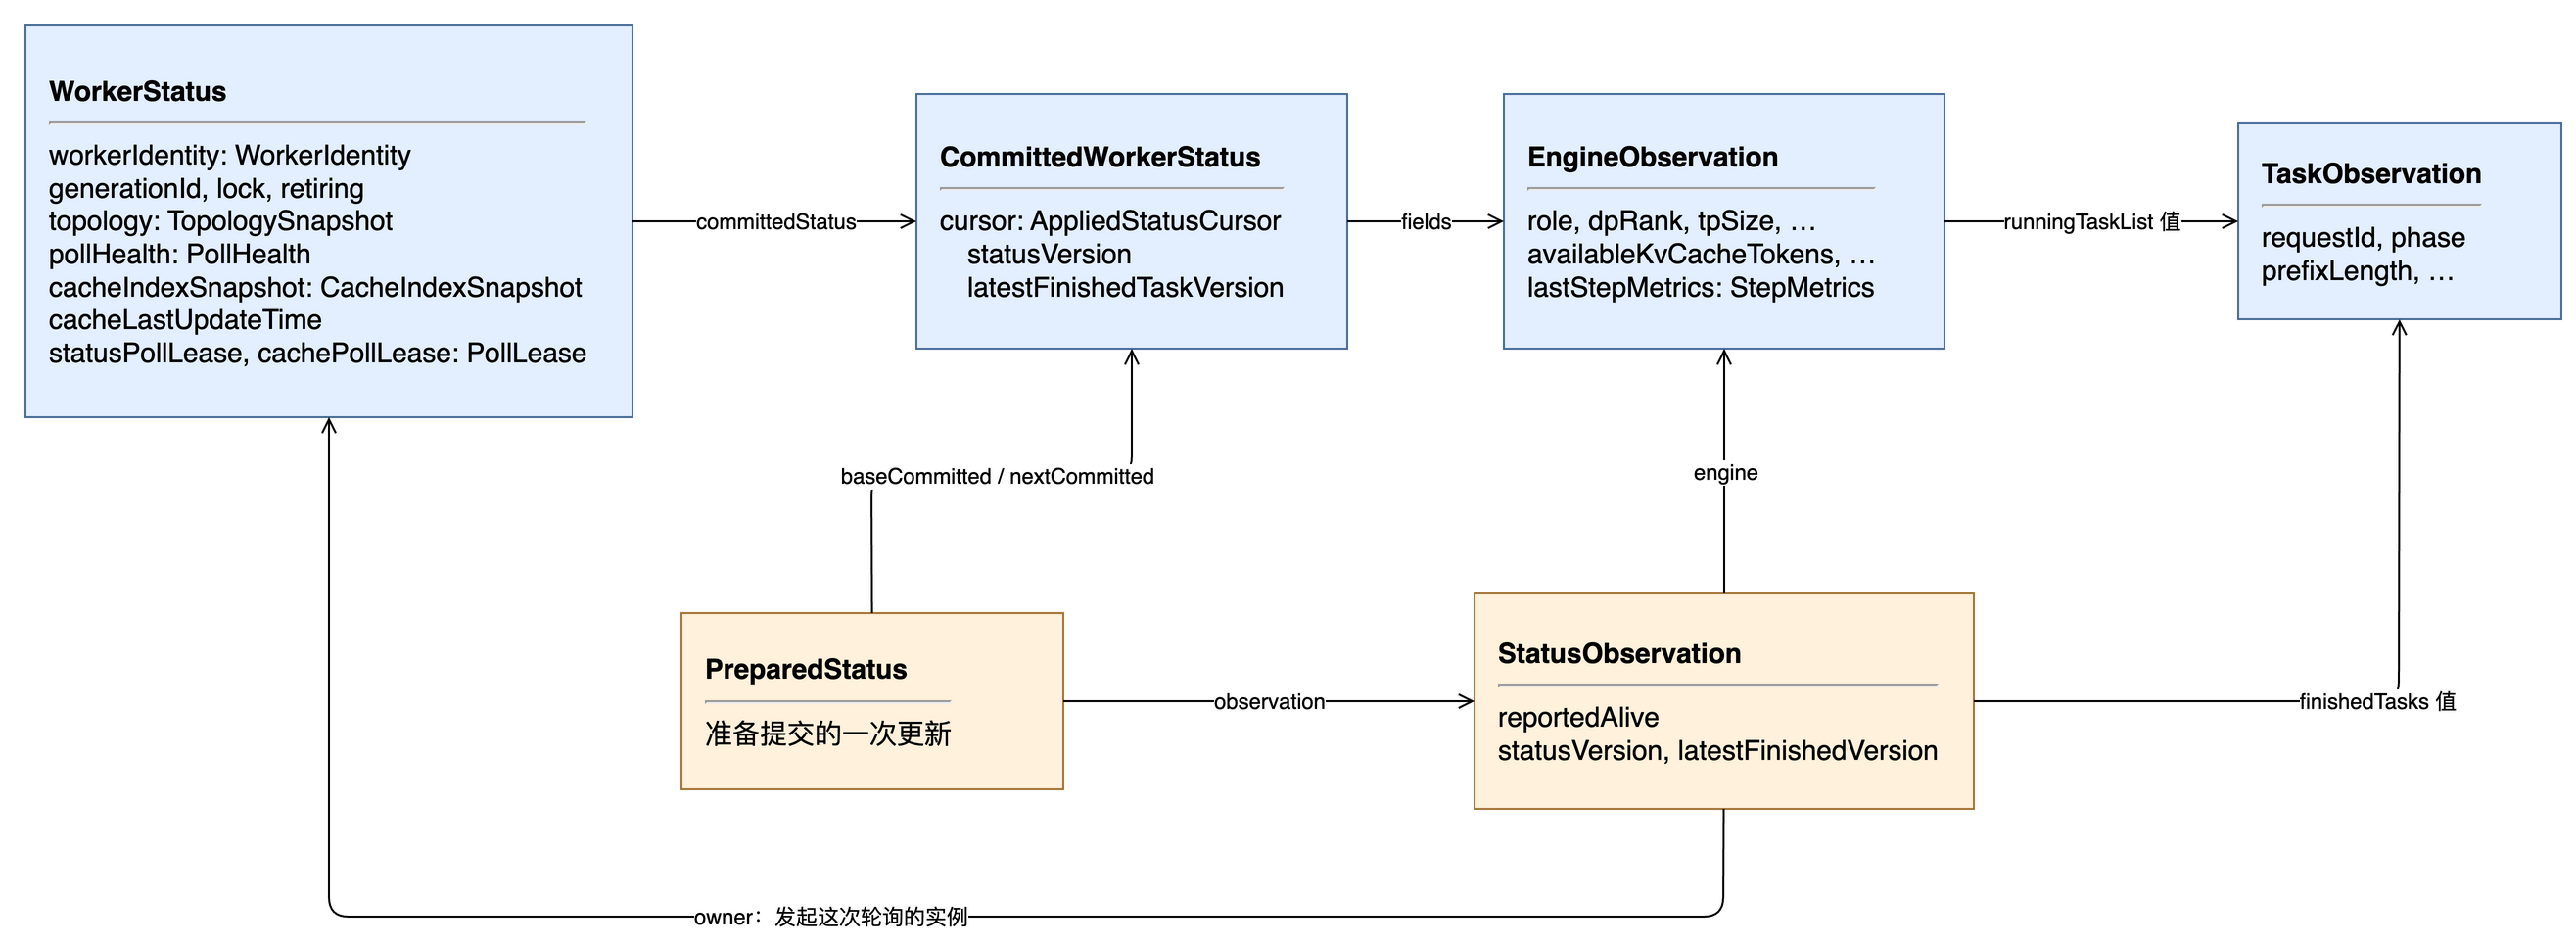 WorkerStatus
workerIdentity: WorkerIdentity
generationId, lock, retiring
topology: TopologySnapshot
pollHealth: PollHealth
cacheIndexSnapshot: CacheIndexSnapshot
cacheLastUpdateTime
statusPollLease, cachePollLease: PollLease
committedStatus
CommittedWorkerStatus
cursor: AppliedStatusCursor
statusVersion
latestFinishedTaskVersion
fields
EngineObservation
role, dpRank, tpSize, …
availableKvCacheTokens, …
lastStepMetrics: StepMetrics
runningTaskList 值
TaskObservation
requestId, phase
prefixLength, …
baseCommitted / nextCommitted
engine
PreparedStatus
准备提交的一次更新
observation
StatusObservation
reportedAlive
statusVersion, latestFinishedVersion
finishedTasks 值
owner：发起这次轮询的实例